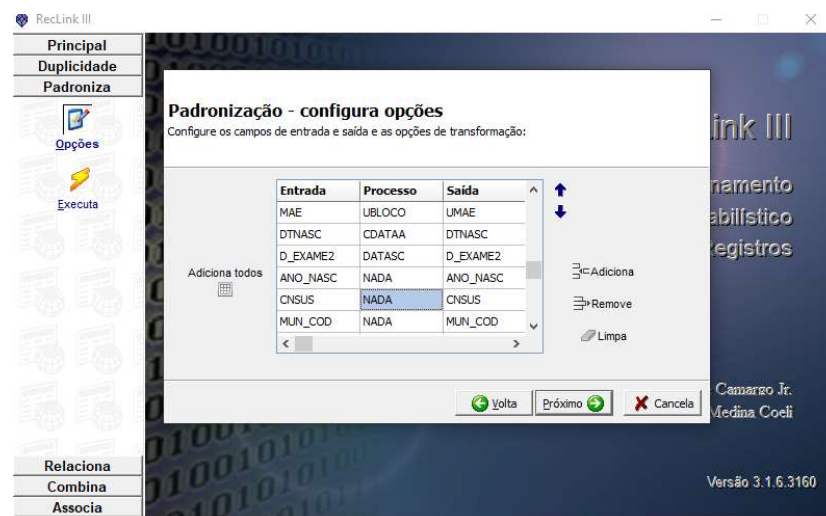 RecLink III
Principal
Duplicidade
Padroniza
Opções
Executa
Relaciona
Combina
Associa
Padronização - configura opções
Configure os campos de entrada e saída e as opções de transformação:
Adiciona todos
Entrada Processo Saída
MAE UBLOCO UMAE
DTNASC CDATAA DTNASC
D_EXAME2 DATASC D_EXAME2
ANO_NASC NADA ANO_NASC
CNSUS NADA CNSUS
MUN_COD NADA MUN_COD
Adiciona
Remove
Limpa
Volta
Próximo
Cancela
ink III
namento
abilístico
egistros
Camargo Jr.
Medina Coeli
Versão 3.1.6.3160